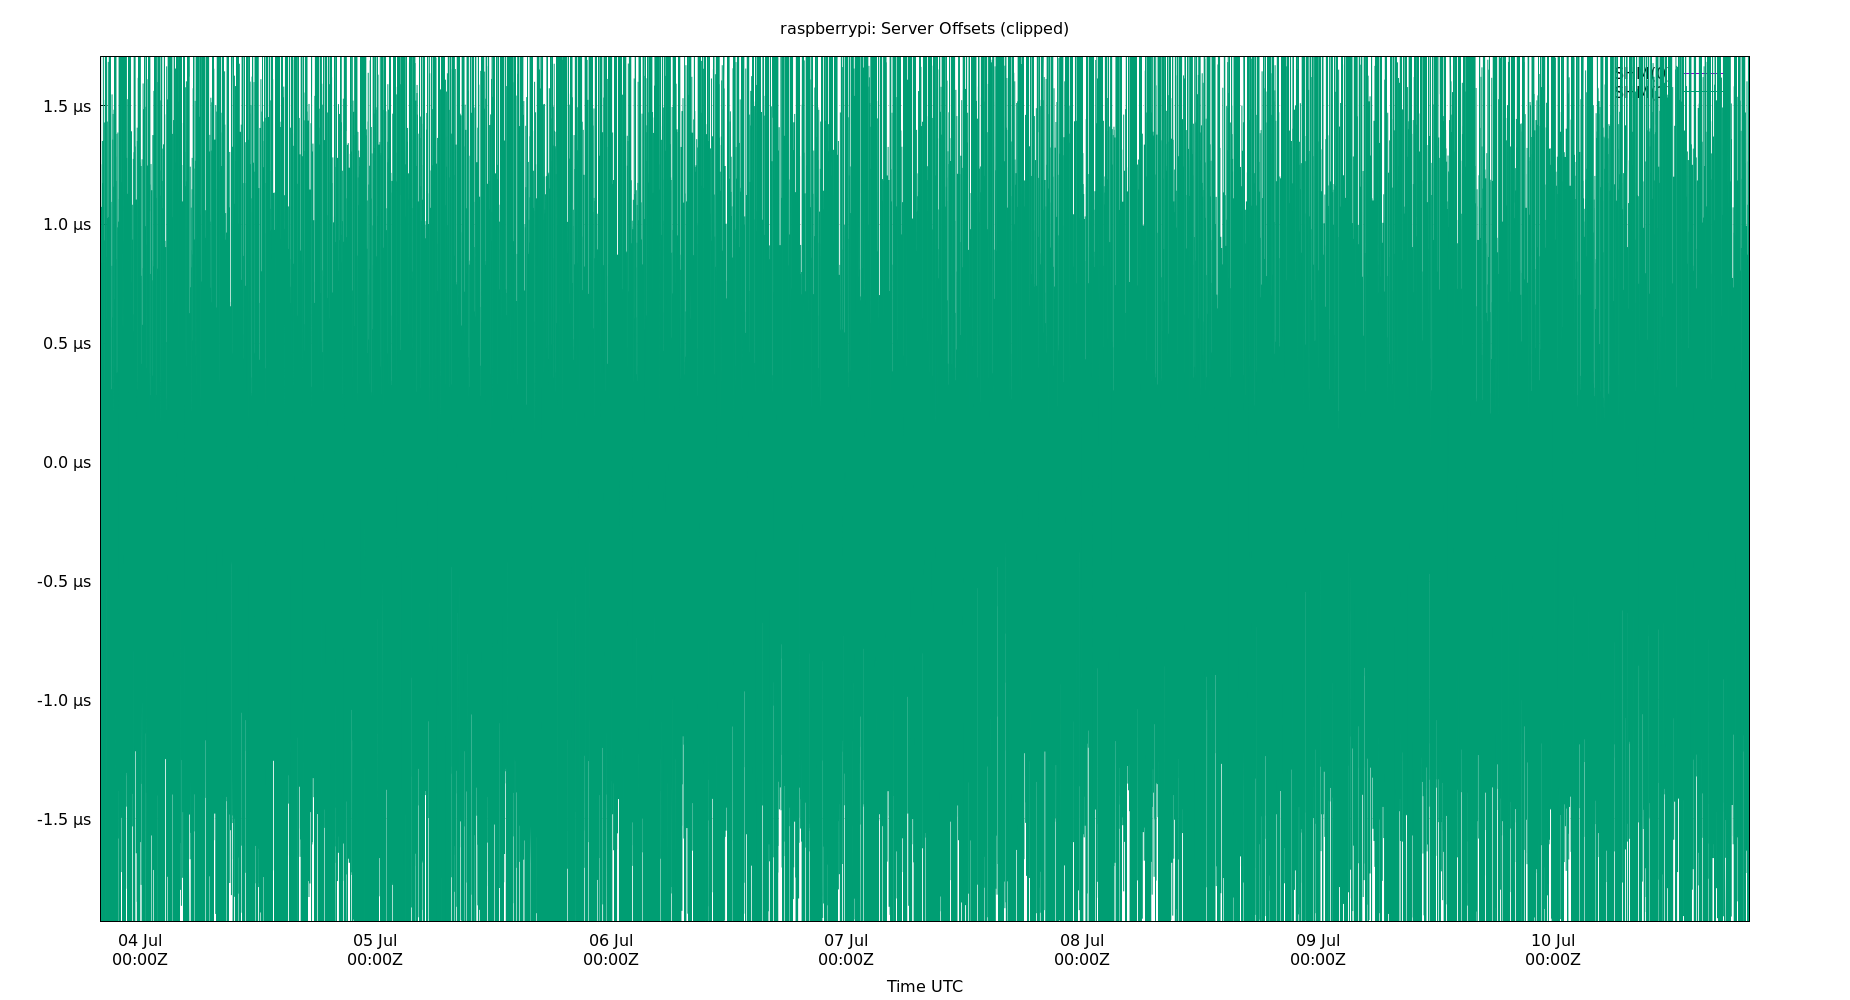 raspberrypi: Server Offsets (clipped)
1.5 µs
1.0 µs
0.5 µs
0.0 µs
-0.5 µs
-1.0 µs
-1.5 µs
04 Jul 05 Jul 06 Jul 07 Jul 08 Jul 09 Jul 10 Jul
00:00Z 00:00Z 00:00Z 00:00Z 00:00Z 00:00Z 00:00Z
Time UTC